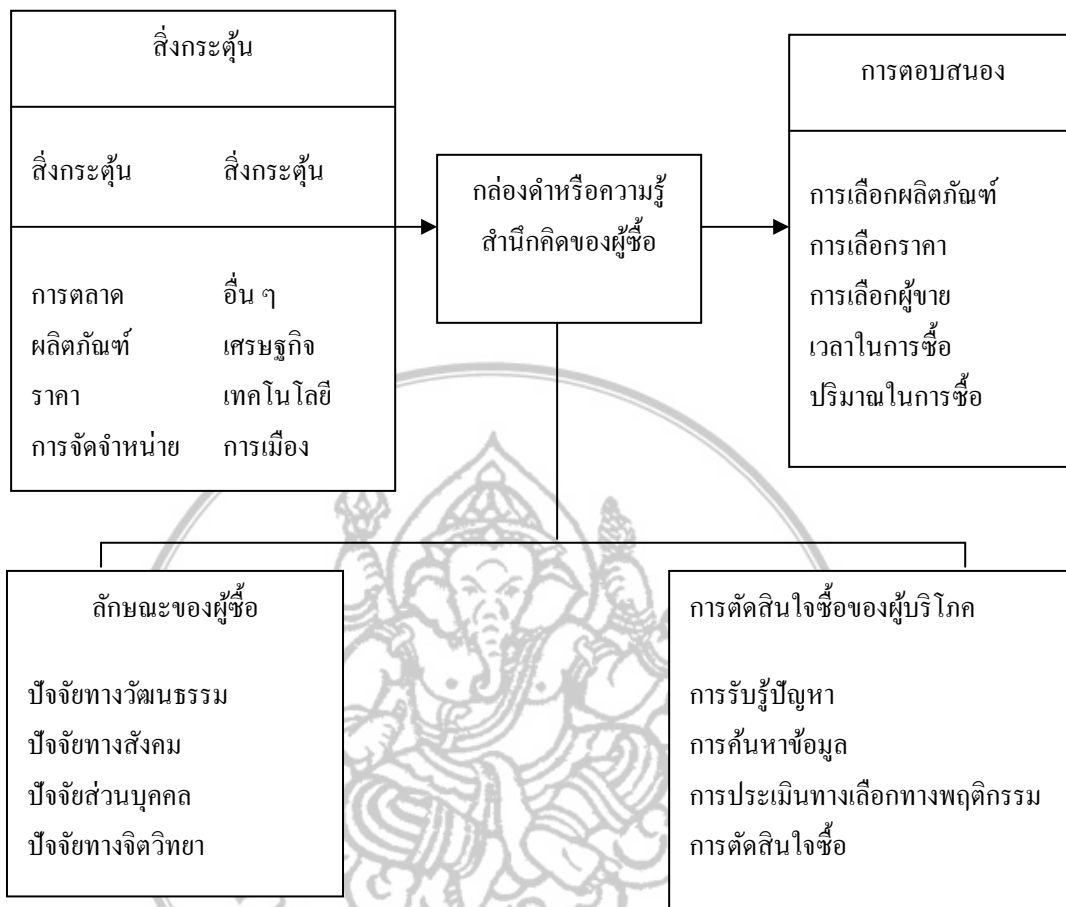 สิ่งกระตุ้น
สิ่งกระตุ้น สิ่งกระตุ้น
การตลาด อื่น ๆ
ผลิตภัณฑ์ เศรษฐกิจ
ราคา เทคโนโลยี
การจัดจำหน่าย การเมือง
กล่องดำหรือความรู้
สำนึกคิดของผู้ซื้อ
การตอบสนอง
การเลือกผลิตภัณฑ์
การเลือกราคา
การเลือกผู้ขาย
เวลาในการซื้อ
ปริมาณในการซื้อ
ลักษณะของผู้ซื้อ
ปัจจัยทางวัฒนธรรม
ปัจจัยทางสังคม
ปัจจัยส่วนบุคคล
ปัจจัยทางจิตวิทยา
การตัดสินใจซื้อของผู้บริโภค
การรับรู้ปัญหา
การค้นหาข้อมูล
การประเมินทางเลือกทางพฤติกรรม
การตัดสินใจซื้อ